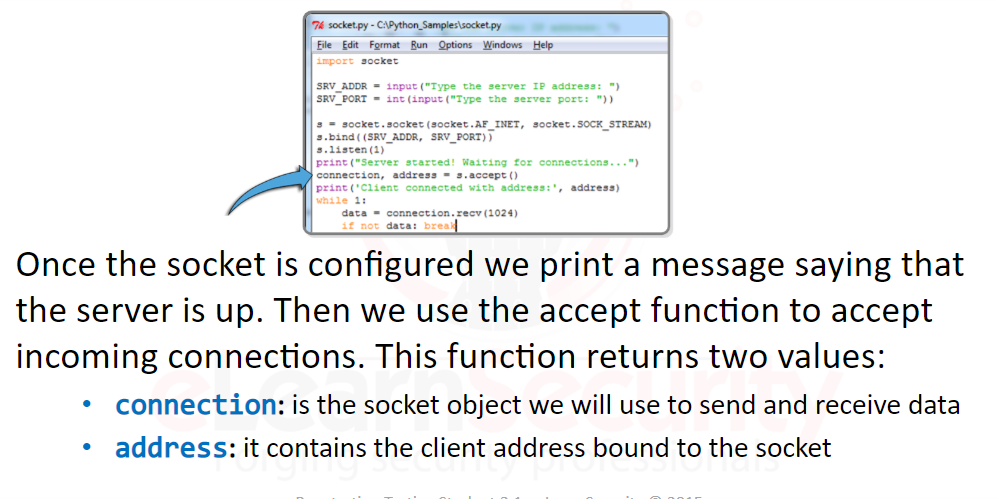 socket.py - C:\Python_Samples\socket.py
File Edit Format Run Options Windows Help
import socket
SRV_ADDR = input("Type the server IP address: ")
SRV_PORT = int(input("Type the server port: "))
s = socket.socket(socket.AF_INET, socket.SOCK_STREAM)
s.bind((SRV_ADDR, SRV_PORT))
s.listen(1)
print("Server started! Waiting for connections...")
connection, address = s.accept()
print('Client connected with address:', address)
while 1:
    data = connection.recv(1024)
    if not data: break
Once the socket is configured we print a message saying that
the server is up. Then we use the accept function to accept
incoming connections. This function returns two values:
• connection: is the socket object we will use to send and receive data
• address: it contains the client address bound to the socket
eLearnSecurity
Forging security professionals